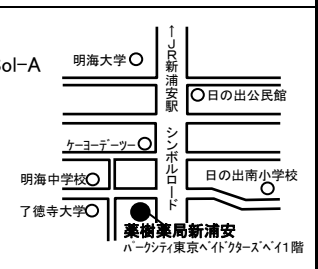 ↑JR新浦安駅
Sol-A
明海大学
日の出公民館
シンボルロード
ケーヨーデーツー
明海中学校
日の出南小学校
了徳寺大学
薬樹薬局新浦安
パークシティ東京ベイドクターズベイ1階